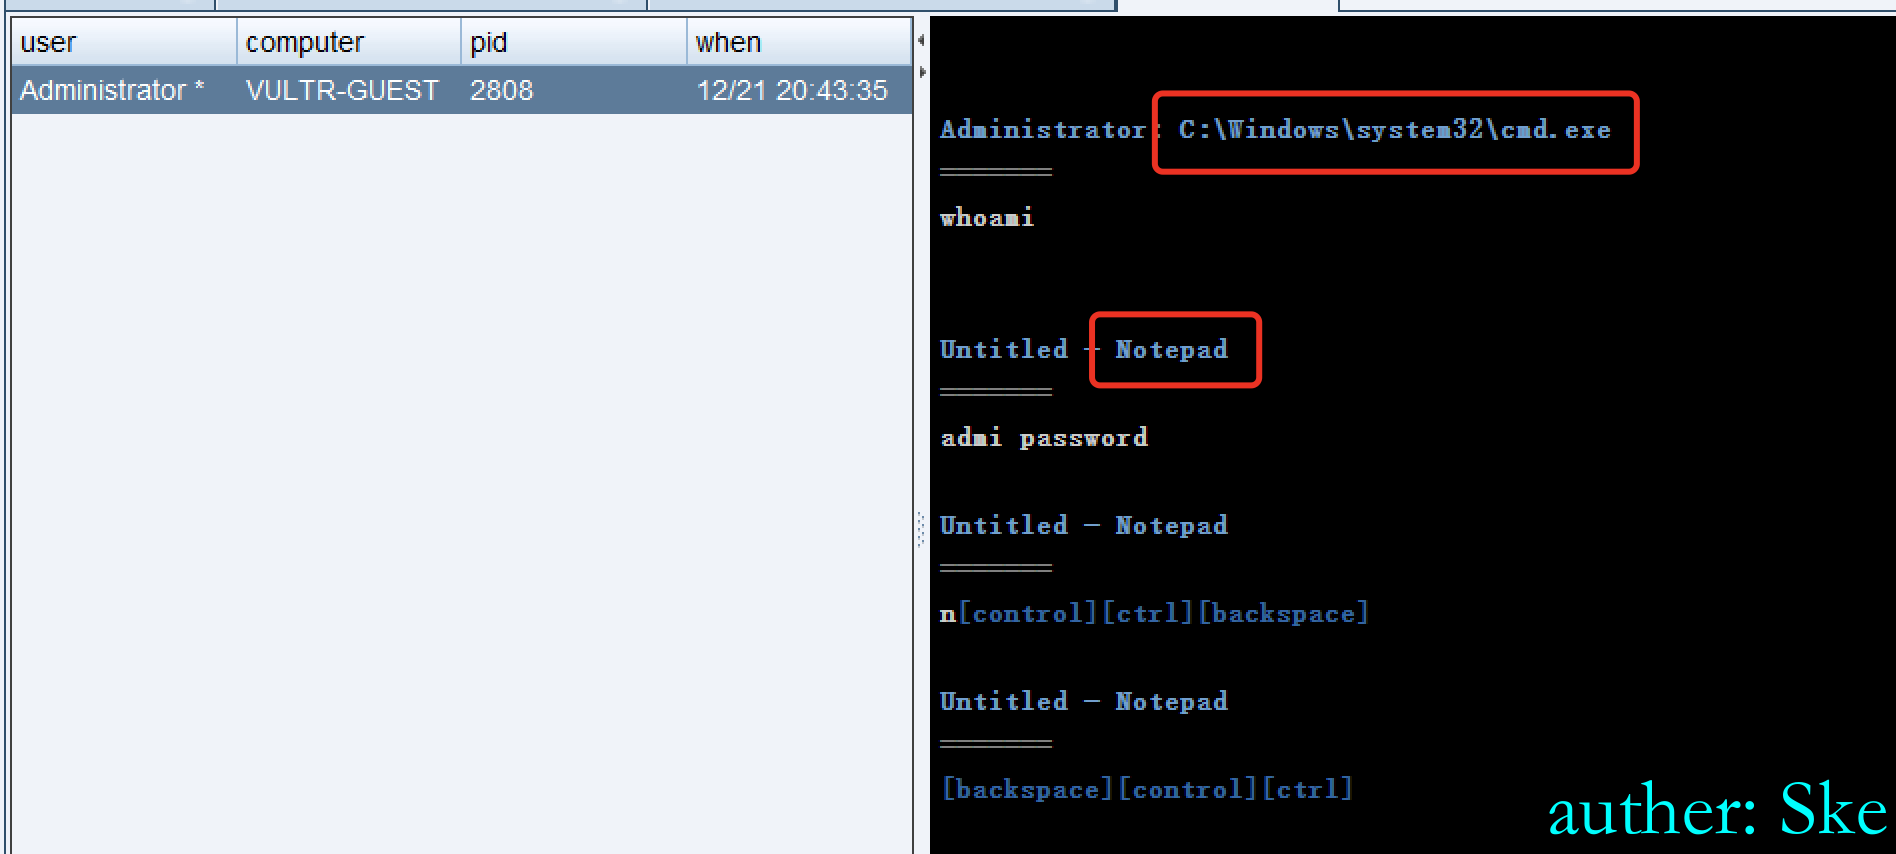 user computer pid when
Administrator * VULTR-GUEST 2808 12/21 20:43:35
Administrator: C:\Windows\system32\cmd.exe
=======
whoami
Untitled - Notepad
=======
admi password
Untitled - Notepad
=======
n[control][ctrl][backspace]
Untitled - Notepad
=======
[backspace][control][ctrl]
auther: Ske